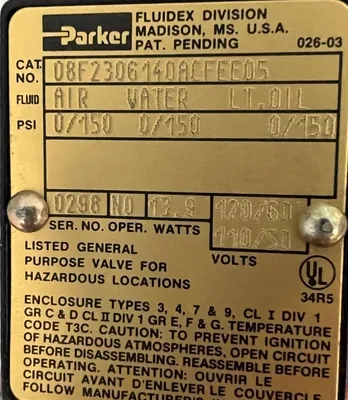 Parker
FLUIDEX DIVISION
MADISON, MS. U.S.A.
PAT. PENDING 026-03
CAT. NO. 08F2306140ACFEE05
FLUID AIR WATER LT.OIL
PSI 0/150 0/150 0/150
0298 NO 13.9 120/60
110/50
SER. NO. OPER. WATTS
VOLTS
LISTED GENERAL
PURPOSE VALVE FOR
HAZARDOUS LOCATIONS
UL
34R5
ENCLOSURE TYPES 3, 4, 7 & 9, CL I DIV 1
GR C & D CL II DIV 1 GR E, F & G. TEMPERATURE
CODE T3C. CAUTION: TO PREVENT IGNITION
OF HAZARDOUS ATMOSPHERES, OPEN CIRCUIT
BEFORE DISASSEMBLING. REASSEMBLE BEFORE
OPERATING. ATTENTION: OUVRIR LE
CIRCUIT AVANT D'ENLEVER LE COUVERCLE
FOLLOW MANUFACTURER'S